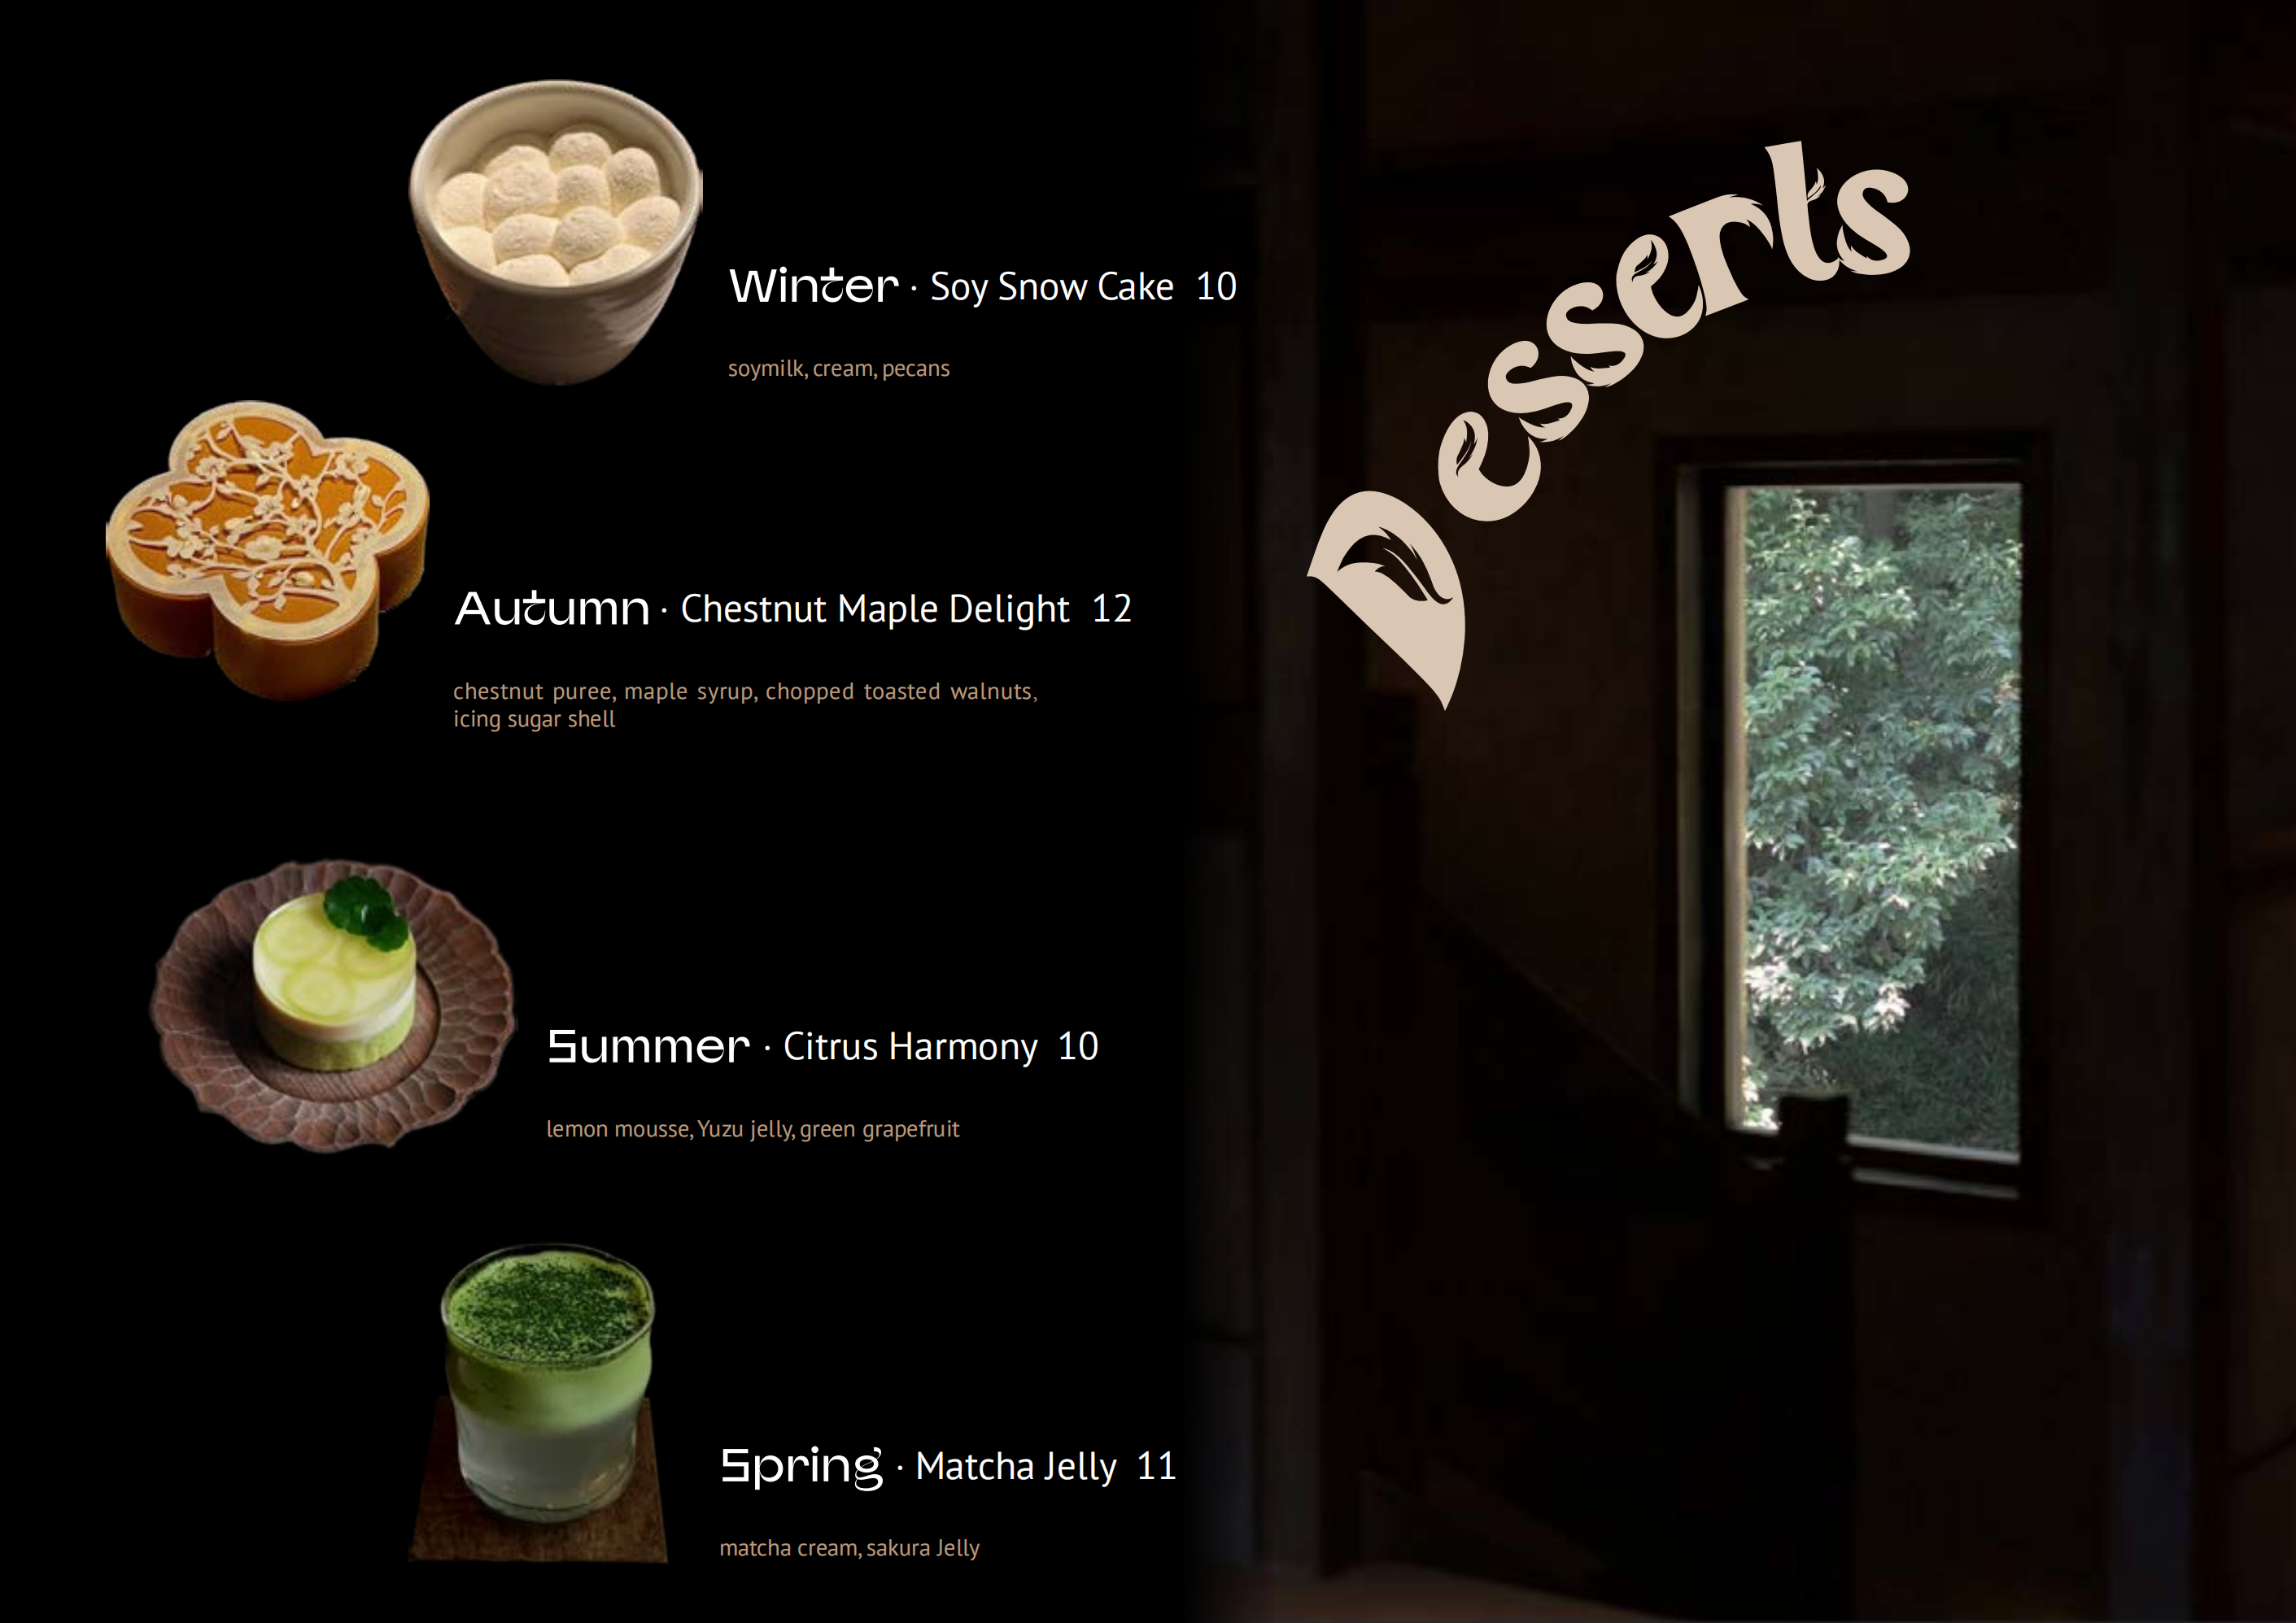 Desserts
Winter · Soy Snow Cake 10
soymilk, cream, pecans
Autumn · Chestnut Maple Delight 12
chestnut puree, maple syrup, chopped toasted walnuts,
icing sugar shell
Summer · Citrus Harmony 10
lemon mousse, Yuzu jelly, green grapefruit
Spring · Matcha Jelly 11
matcha cream, sakura Jelly